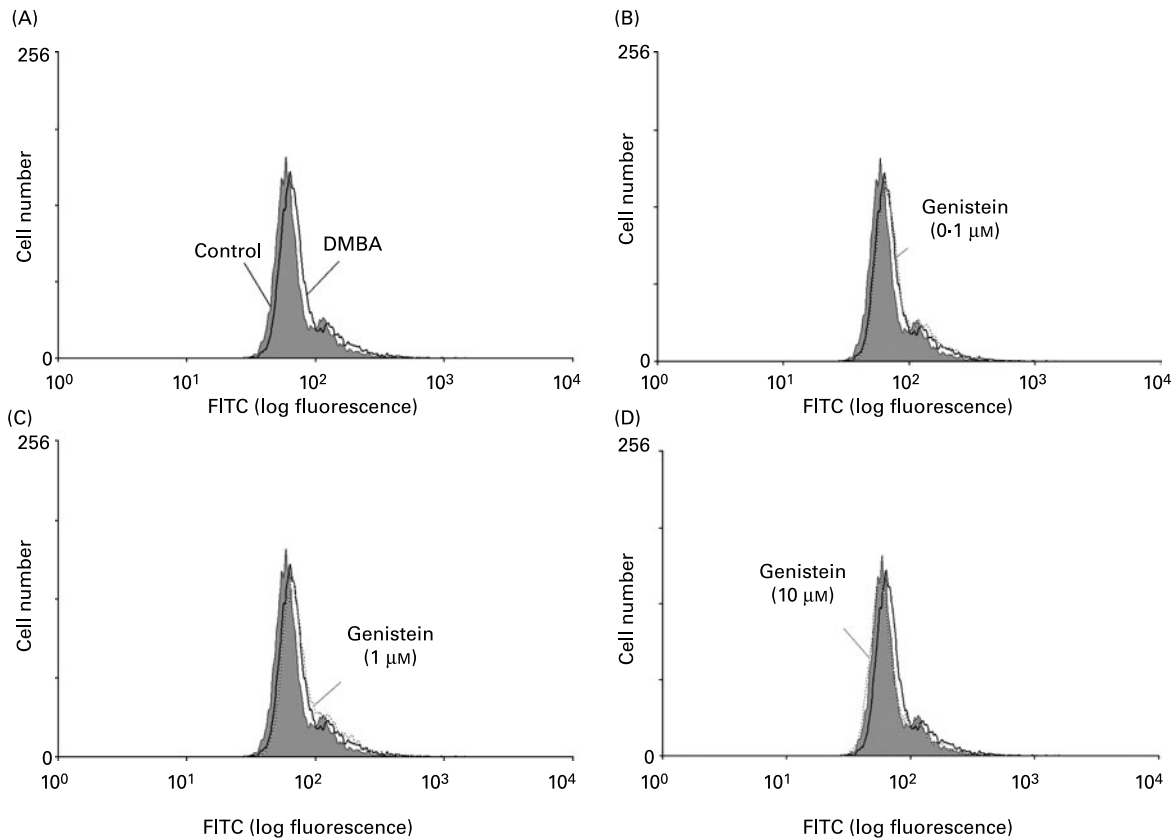 (A)
256
Cell number
Control
DMBA
0
10⁰
10¹
10²
10³
10⁴
FITC (log fluorescence)
(B)
256
Cell number
Genistein
(0·1 μM)
0
10⁰
10¹
10²
10³
10⁴
FITC (log fluorescence)
(C)
256
Cell number
Genistein
(1 μM)
0
10⁰
10¹
10²
10³
10⁴
FITC (log fluorescence)
(D)
256
Cell number
Genistein
(10 μM)
0
10⁰
10¹
10²
10³
10⁴
FITC (log fluorescence)